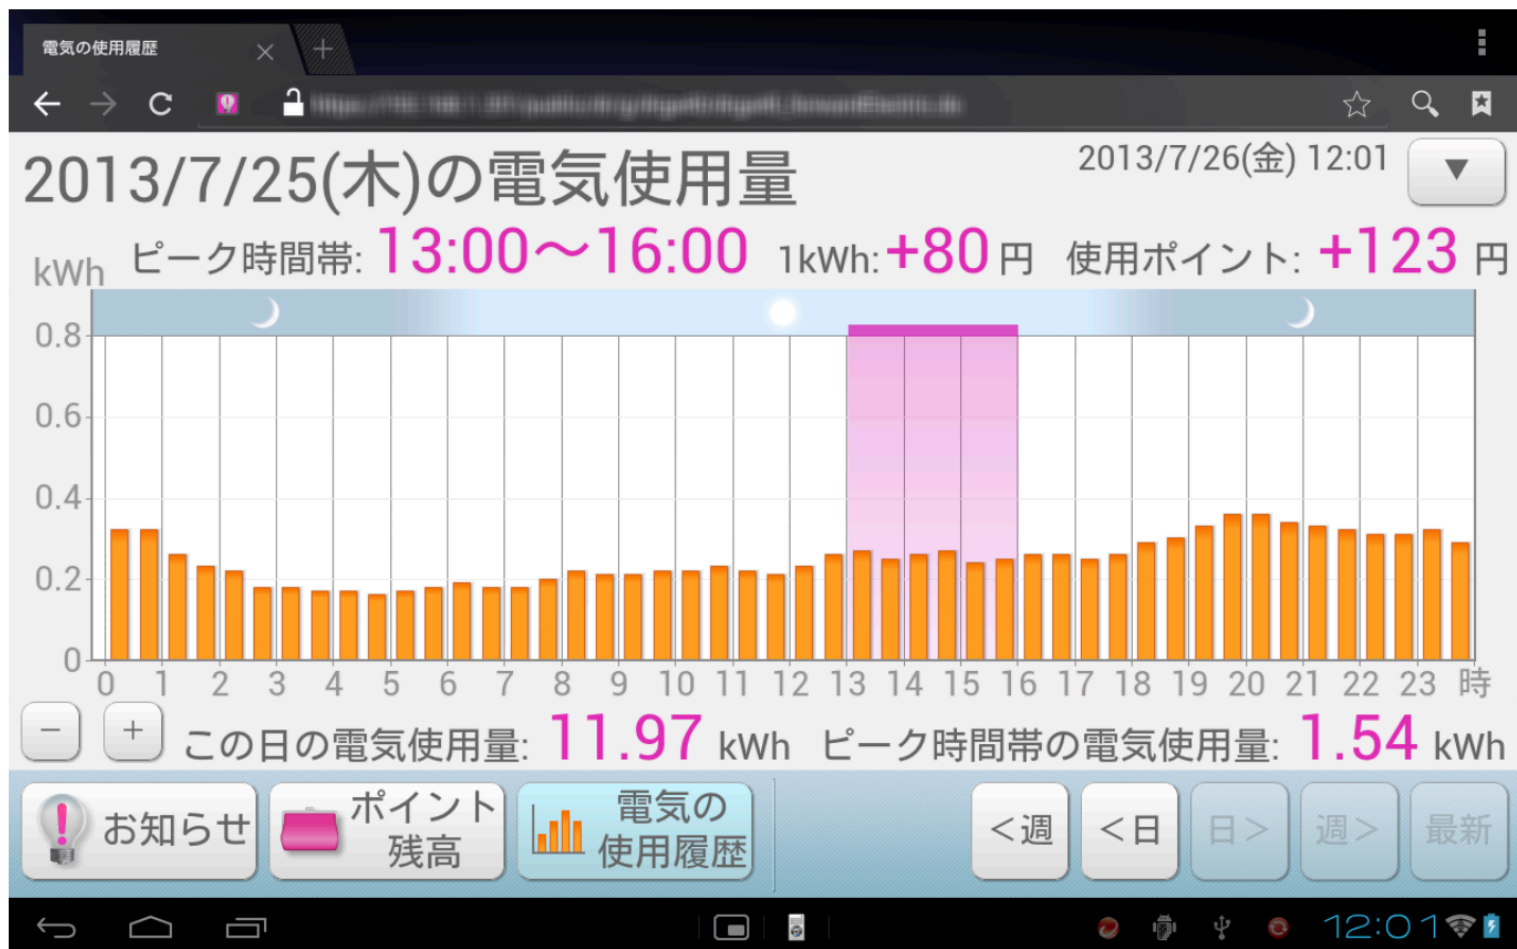 電気の使用履歴
2013/7/25(木)の電気使用量
2013/7/26(金) 12:01
▼
ピーク時間帯: 13:00～16:00 1kWh:+80 円 使用ポイント: +123 円
kWh
0.8
0.6
0.4
0.2
0
0 1 2 3 4 5 6 7 8 9 10 11 12 13 14 15 16 17 18 19 20 21 22 23 時
− + この日の電気使用量: 11.97 kWh ピーク時間帯の電気使用量: 1.54 kWh
お知らせ
ポイント
残高
電気の
使用履歴
<週
<日
日>
週>
最新
12:01